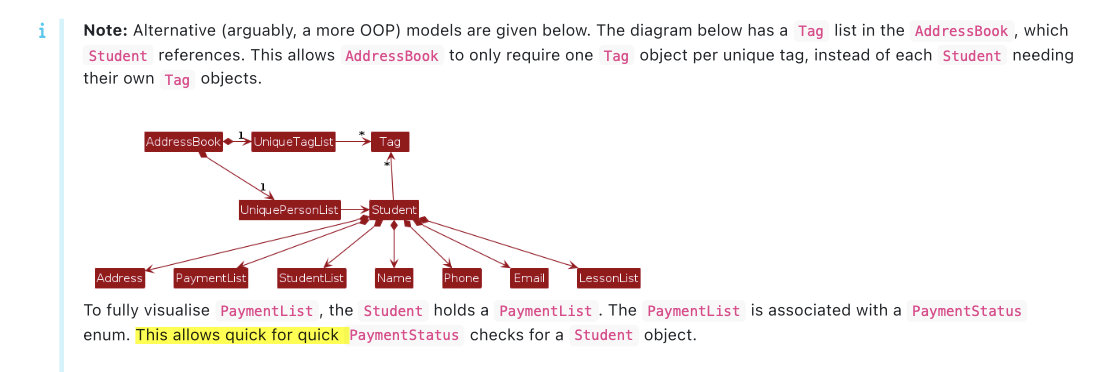 Note: Alternative (arguably, a more OOP) models are given below. The diagram below has a Tag list in the AddressBook , which
Student references. This allows AddressBook to only require one Tag object per unique tag, instead of each Student needing
their own Tag objects.
AddressBook 1 UniqueTagList * Tag
*
1
UniquePersonList Student
Address PaymentList StudentList Name Phone Email LessonList
To fully visualise PaymentList , the Student holds a PaymentList . The PaymentList is associated with a PaymentStatus
enum. This allows quick for quick PaymentStatus checks for a Student object.